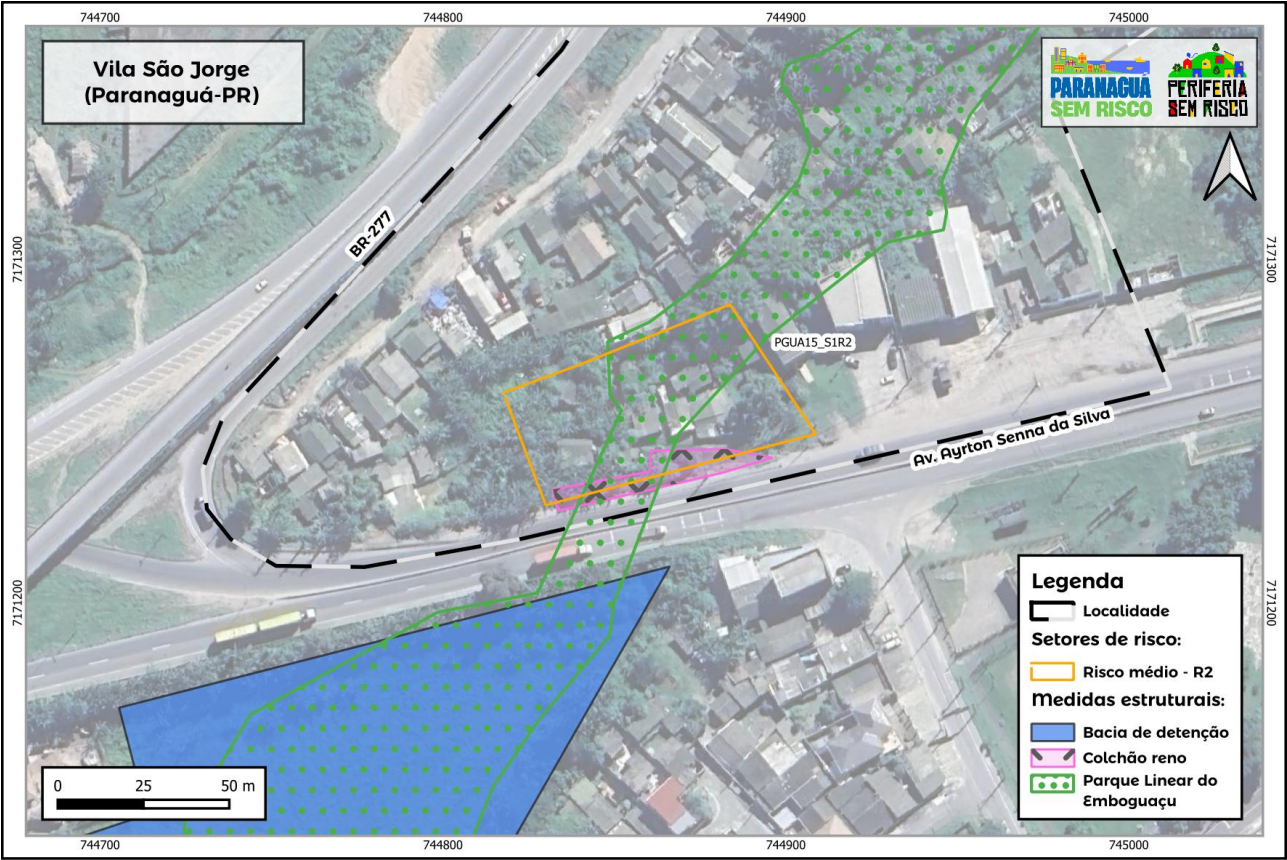 744700
744800
744900
745000
Vila São Jorge
(Paranaguá-PR)
PARANAGUÁ
SEM RISCO
PERIFERIA
SEM RISCO
BR-277
7171300
7171300
PGUA15_S1R2
Av. Ayrton Senna da Silva
7171200
7171200
Legenda
Localidade
Setores de risco:
Risco médio - R2
Medidas estruturais:
Bacia de detenção
Colchão reno
Parque Linear do
Emboguaçu
0 25 50 m
744700
744800
744900
745000